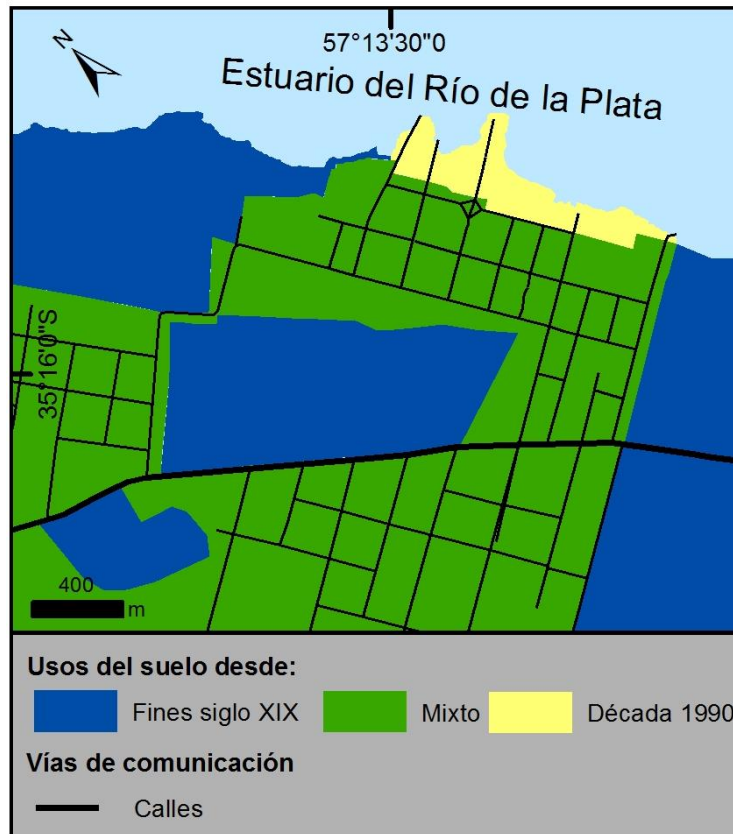 57°13'30"0
N
Estuario del Río de la Plata
35°16'0"S
400
m
Usos del suelo desde:
Fines siglo XIX Mixto Década 1990
Vías de comunicación
Calles